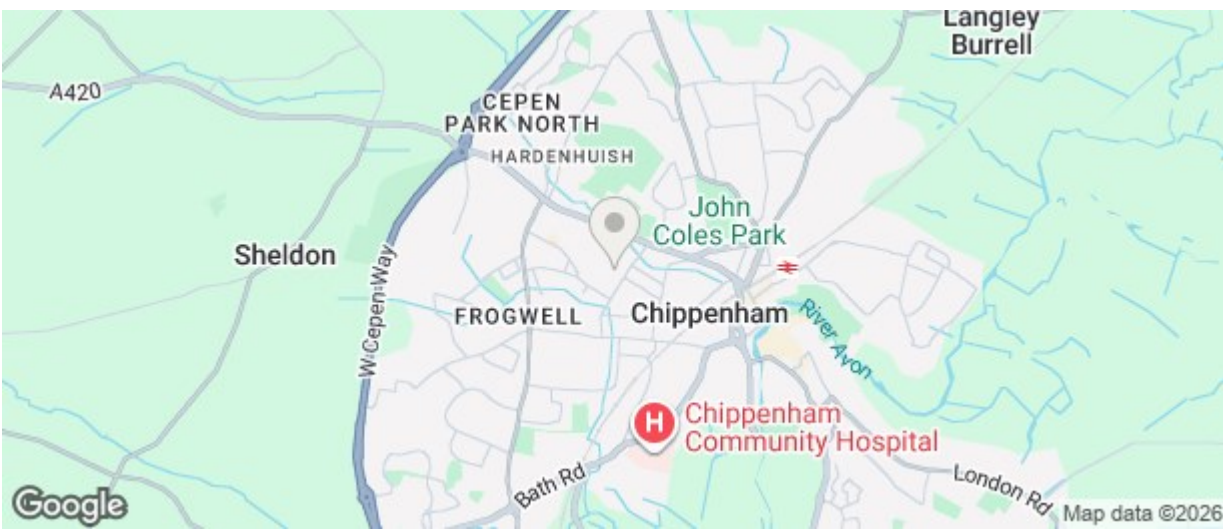 Langley
Burrell
A420
CEPEN
PARK NORTH
HARDENHUISH
John
Coles Park
Sheldon
W Cepen Way
FROGWELL
Chippenham
River Avon
H
Chippenham
Community Hospital
Bath Rd
London Rd
Google
Map data ©2026